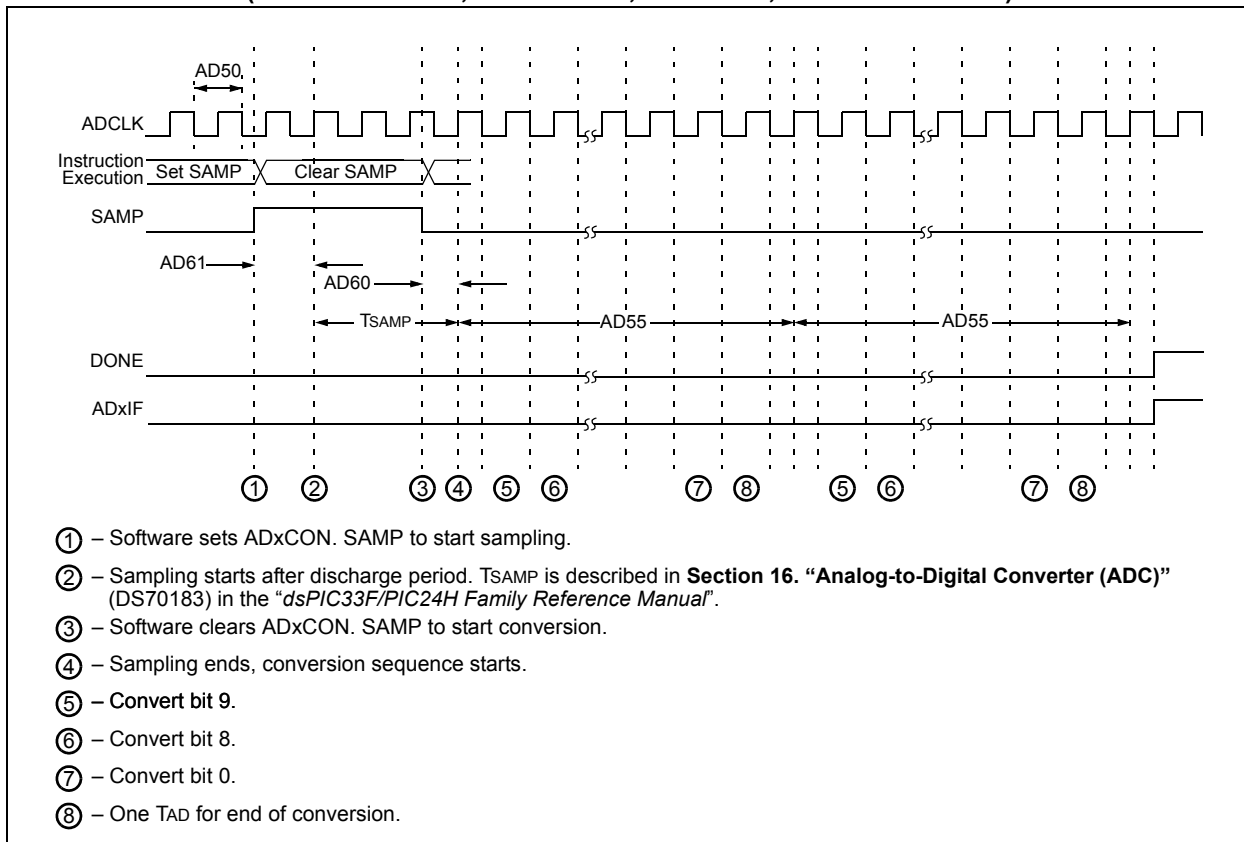 AD50
ADCLK
Instruction
Execution
Set SAMP
Clear SAMP
SAMP
AD61
AD60
TSAMP
AD55
AD55
DONE
ADxIF
1 2 3 4 5 6 7 8 5 6 7 8
1 – Software sets ADxCON. SAMP to start sampling.
2 – Sampling starts after discharge period. TSAMP is described in Section 16. “Analog-to-Digital Converter (ADC)”
(DS70183) in the “dsPIC33F/PIC24H Family Reference Manual”.
3 – Software clears ADxCON. SAMP to start conversion.
4 – Sampling ends, conversion sequence starts.
5 – Convert bit 9.
6 – Convert bit 8.
7 – Convert bit 0.
8 – One TAD for end of conversion.